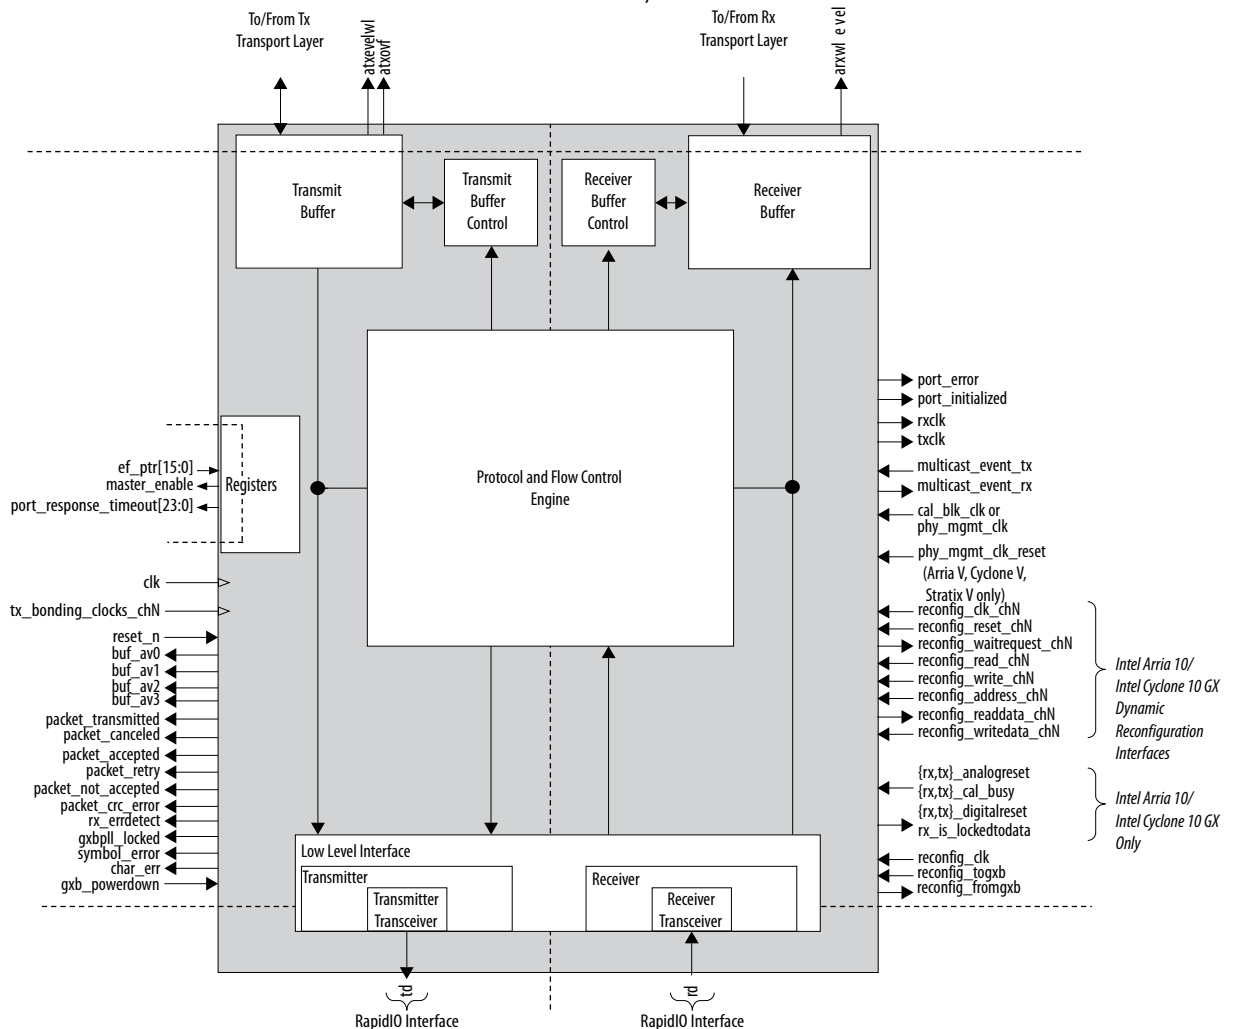 To/From Tx
Transport Layer
atxevelwl
atxovf
To/From Rx
Transport Layer
arxwl e vel
Transmit
Buffer
Transmit
Buffer
Control
Receiver
Buffer
Control
Receiver
Buffer
Protocol and Flow Control
Engine
Registers
ef_ptr[15:0]
master_enable
port_response_timeout[23:0]
clk
tx_bonding_clocks_chN
reset_n
buf_av0
buf_av1
buf_av2
buf_av3
packet_transmitted
packet_canceled
packet_accepted
packet_retry
packet_not_accepted
packet_crc_error
rx_errdetect
gxbpll_locked
symbol_error
char_err
gxb_powerdown
port_error
port_initialized
rxclk
txclk
multicast_event_tx
multicast_event_rx
cal_blk_clk or
phy_mgmt_clk
phy_mgmt_clk_reset
(Arria V, Cyclone V,
Stratix V only)
reconfig_clk_chN
reconfig_reset_chN
reconfig_waitrequest_chN
reconfig_read_chN
reconfig_write_chN
reconfig_address_chN
reconfig_readdata_chN
reconfig_writedata_chN
Intel Arria 10/
Intel Cyclone 10 GX
Dynamic
Reconfiguration
Interfaces
{rx,tx}_analogreset
{rx,tx}_cal_busy
{rx,tx}_digitalreset
rx_is_lockedtodata
Intel Arria 10/
Intel Cyclone 10 GX
Only
reconfig_clk
reconfig_togxb
reconfig_fromgxb
Low Level Interface
Transmitter
Transmitter
Transceiver
Receiver
Receiver
Transceiver
td
RapidIO Interface
rd
RapidIO Interface